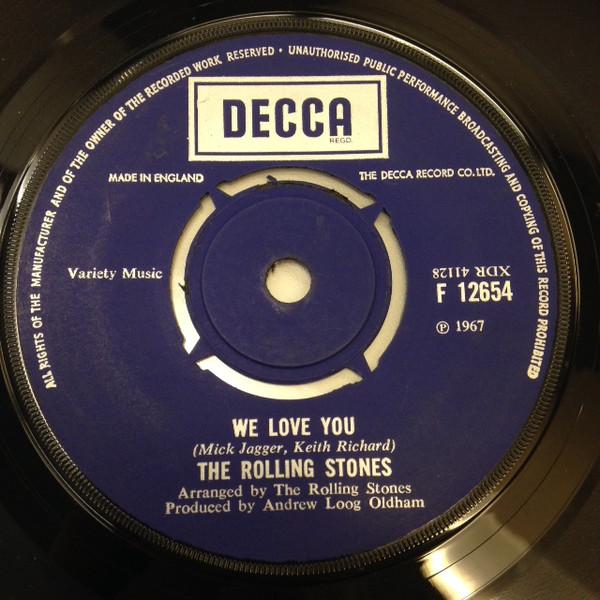 ALL RIGHTS OF THE MANUFACTURER AND OF THE OWNER OF THE RECORDED WORK RESERVED • UNAUTHORISED PUBLIC PERFORMANCE BROADCASTING AND COPYING OF THIS RECORD PROHIBITED
DECCA
REGD.
MADE IN ENGLAND
THE DECCA RECORD CO. LTD.
Variety Music
XDR 41128
F 12654
℗ 1967
WE LOVE YOU
(Mick Jagger, Keith Richard)
THE ROLLING STONES
Arranged by The Rolling Stones
Produced by Andrew Loog Oldham